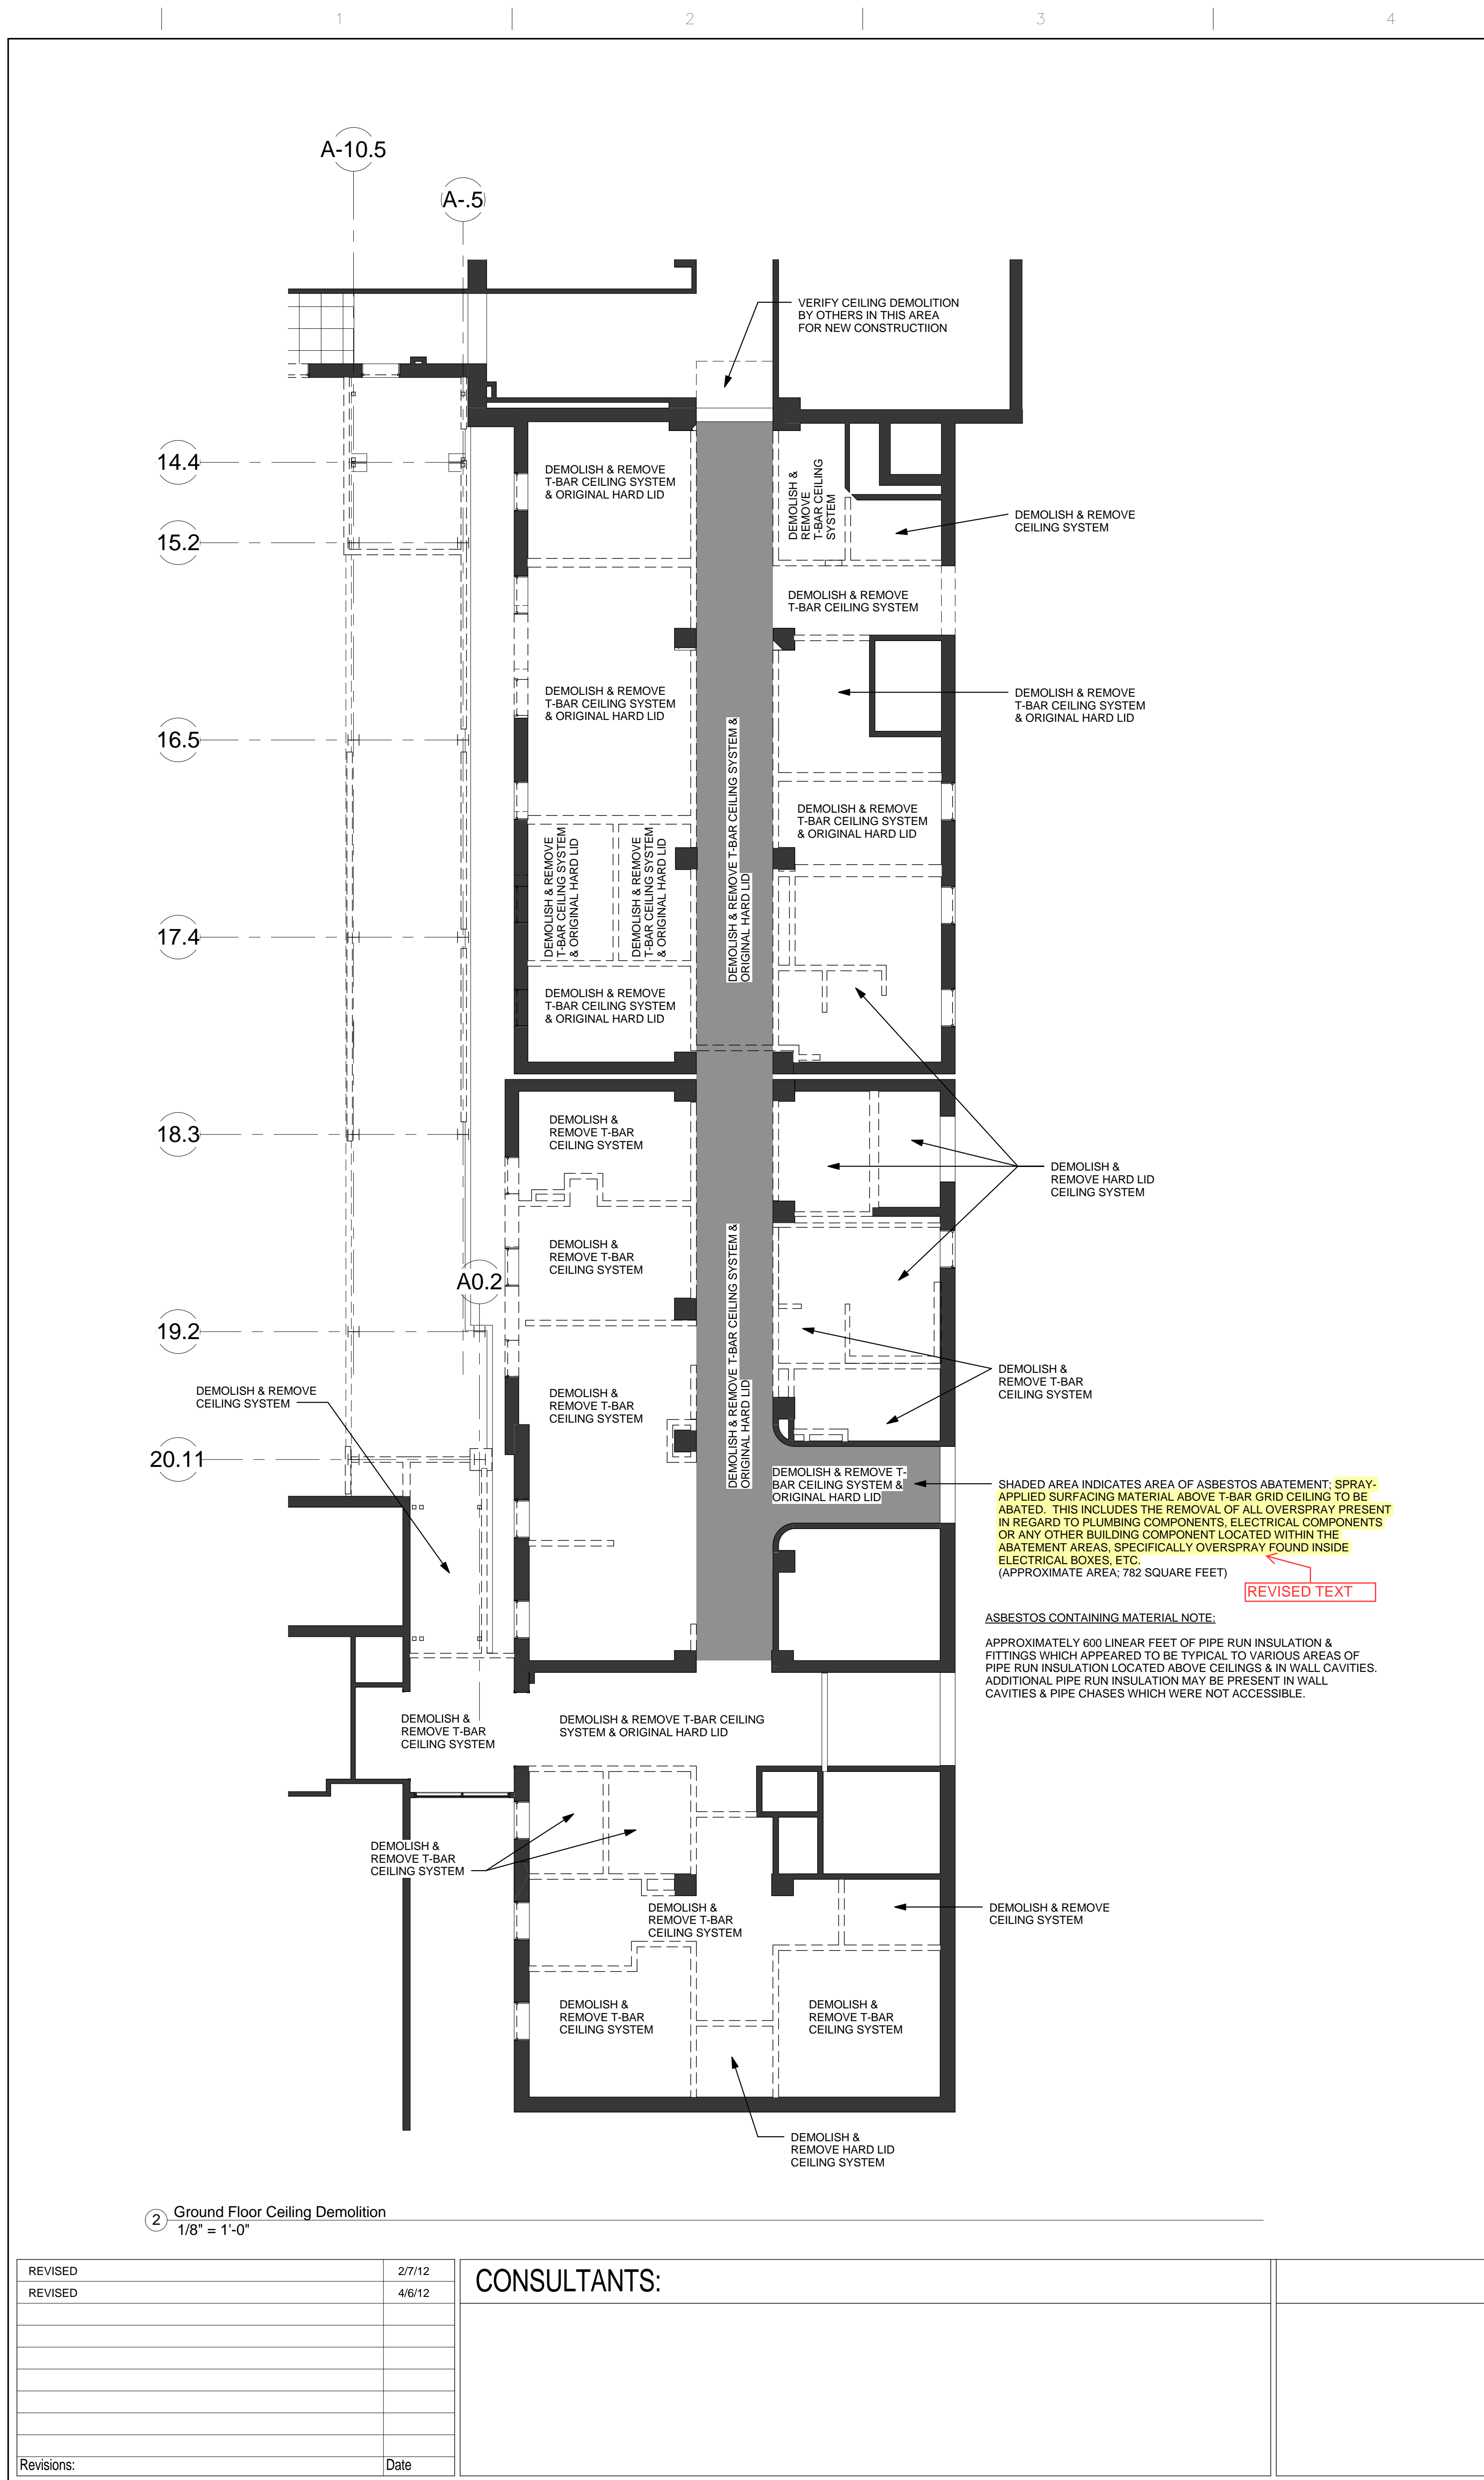 1
2
3
4
A-10.5
A-.5
VERIFY CEILING DEMOLITION
BY OTHERS IN THIS AREA
FOR NEW CONSTRUCTIION
14.4
DEMOLISH & REMOVE
T-BAR CEILING SYSTEM
& ORIGINAL HARD LID
DEMOLISH &
REMOVE
T-BAR CEILING
SYSTEM
DEMOLISH & REMOVE
CEILING SYSTEM
15.2
DEMOLISH & REMOVE
T-BAR CEILING SYSTEM
DEMOLISH & REMOVE
T-BAR CEILING SYSTEM
& ORIGINAL HARD LID
DEMOLISH & REMOVE
T-BAR CEILING SYSTEM
& ORIGINAL HARD LID
16.5
DEMOLISH & REMOVE T-BAR CEILING SYSTEM &
ORIGINAL HARD LID
DEMOLISH & REMOVE
T-BAR CEILING SYSTEM
& ORIGINAL HARD LID
DEMOLISH & REMOVE
T-BAR CEILING SYSTEM
& ORIGINAL HARD LID
DEMOLISH & REMOVE
T-BAR CEILING SYSTEM
& ORIGINAL HARD LID
17.4
DEMOLISH & REMOVE
T-BAR CEILING SYSTEM
& ORIGINAL HARD LID
18.3
DEMOLISH &
REMOVE T-BAR
CEILING SYSTEM
DEMOLISH &
REMOVE HARD LID
CEILING SYSTEM
DEMOLISH &
REMOVE T-BAR
CEILING SYSTEM
A0.2
DEMOLISH & REMOVE T-BAR CEILING SYSTEM &
ORIGINAL HARD LID
19.2
DEMOLISH &
REMOVE T-BAR
CEILING SYSTEM
DEMOLISH & REMOVE
CEILING SYSTEM
DEMOLISH &
REMOVE T-BAR
CEILING SYSTEM
20.11
DEMOLISH & REMOVE T-
BAR CEILING SYSTEM &
ORIGINAL HARD LID
SHADED AREA INDICATES AREA OF ASBESTOS ABATEMENT; SPRAY-
APPLIED SURFACING MATERIAL ABOVE T-BAR GRID CEILING TO BE
ABATED. THIS INCLUDES THE REMOVAL OF ALL OVERSPRAY PRESENT
IN REGARD TO PLUMBING COMPONENTS, ELECTRICAL COMPONENTS
OR ANY OTHER BUILDING COMPONENT LOCATED WITHIN THE
ABATEMENT AREAS, SPECIFICALLY OVERSPRAY FOUND INSIDE
ELECTRICAL BOXES, ETC.
(APPROXIMATE AREA; 782 SQUARE FEET)
REVISED TEXT
ASBESTOS CONTAINING MATERIAL NOTE:
APPROXIMATELY 600 LINEAR FEET OF PIPE RUN INSULATION &
FITTINGS WHICH APPEARED TO BE TYPICAL TO VARIOUS AREAS OF
PIPE RUN INSULATION LOCATED ABOVE CEILINGS & IN WALL CAVITIES.
ADDITIONAL PIPE RUN INSULATION MAY BE PRESENT IN WALL
CAVITIES & PIPE CHASES WHICH WERE NOT ACCESSIBLE.
DEMOLISH &
REMOVE T-BAR
CEILING SYSTEM
DEMOLISH & REMOVE T-BAR CEILING
SYSTEM & ORIGINAL HARD LID
DEMOLISH &
REMOVE T-BAR
CEILING SYSTEM
DEMOLISH &
REMOVE T-BAR
CEILING SYSTEM
DEMOLISH & REMOVE
CEILING SYSTEM
DEMOLISH &
REMOVE T-BAR
CEILING SYSTEM
DEMOLISH &
REMOVE T-BAR
CEILING SYSTEM
DEMOLISH &
REMOVE HARD LID
CEILING SYSTEM
2
Ground Floor Ceiling Demolition
1/8" = 1'-0"
REVISED 2/7/12
REVISED 4/6/12
Revisions: Date
CONSULTANTS: